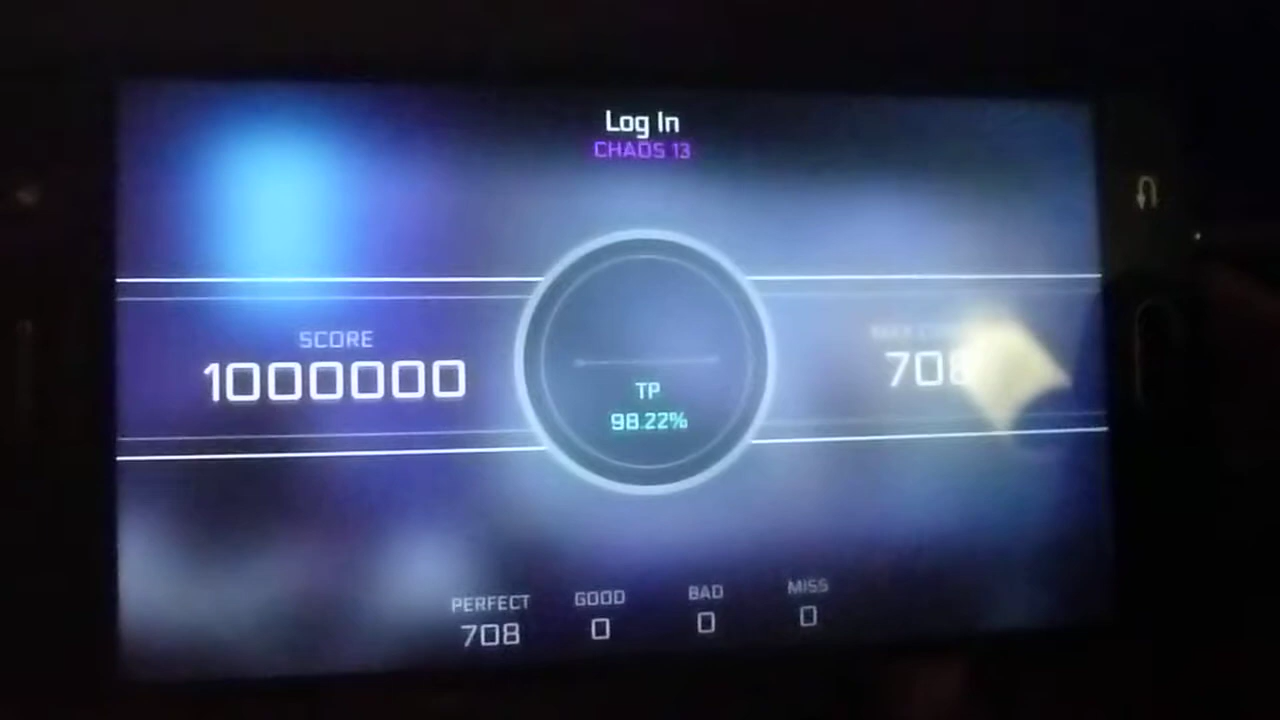 Log In
CHAOS 13
SCORE
1000000
TP
98.22%
708
PERFECT
708
GOOD
0
BAD
0
MISS
0